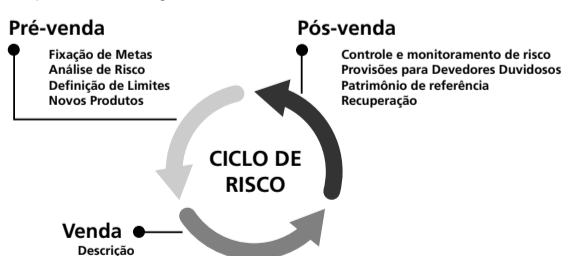 Pré-venda
Fixação de Metas
Análise de Risco
Definição de Limites
Novos Produtos
Pós-venda
Controle e monitoramento de risco
Provisões para Devedores Duvidosos
Patrimônio de referência
Recuperação
CICLO DE
RISCO
Venda
Descrição